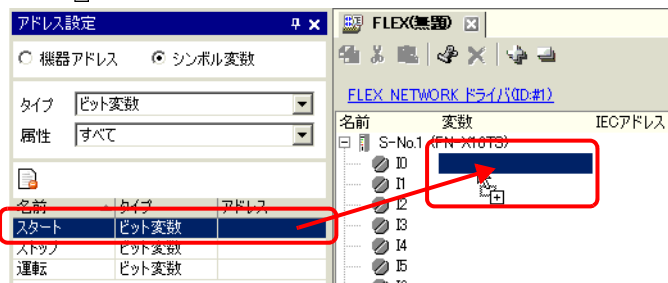 アドレス設定
機器アドレス
シンボル変数
タイプ
ビット変数
属性
すべて
名前 タイプ アドレス
スタート ビット変数
ストップ ビット変数
運転 ビット変数
FLEX(無題)
FLEX NETWORK ドライバ(ID:#1)
名前 変数 IECアドレス
S-No.1 (FN-X16TS)
I0
I1
I2
I3
I4
I5